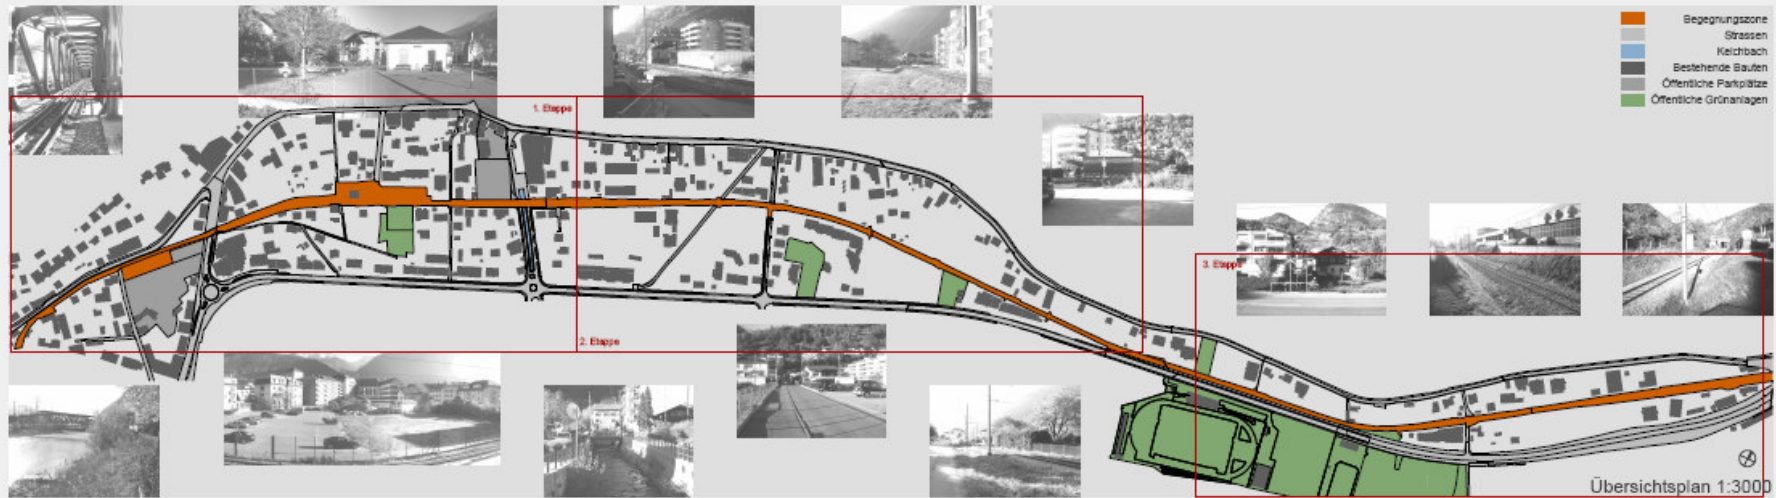 Begegnungszone
Strassen
Kelchbach
Bestehende Bauten
Öffentliche Parkplätze
Öffentliche Grünanlagen
1. Etappe
2. Etappe
3. Etappe
Übersichtsplan 1:3000